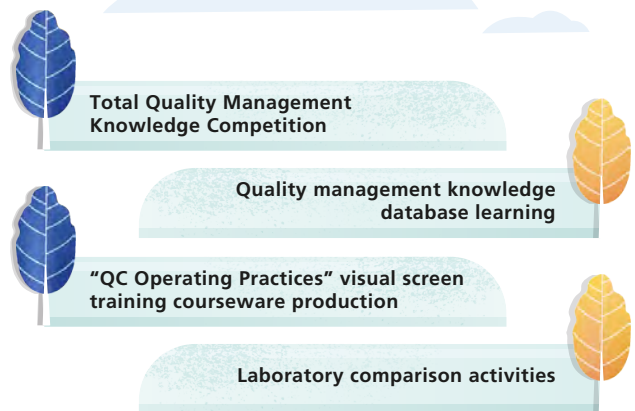 Total Quality Management
Knowledge Competition
Quality management knowledge
database learning
“QC Operating Practices” visual screen
training courseware production
Laboratory comparison activities